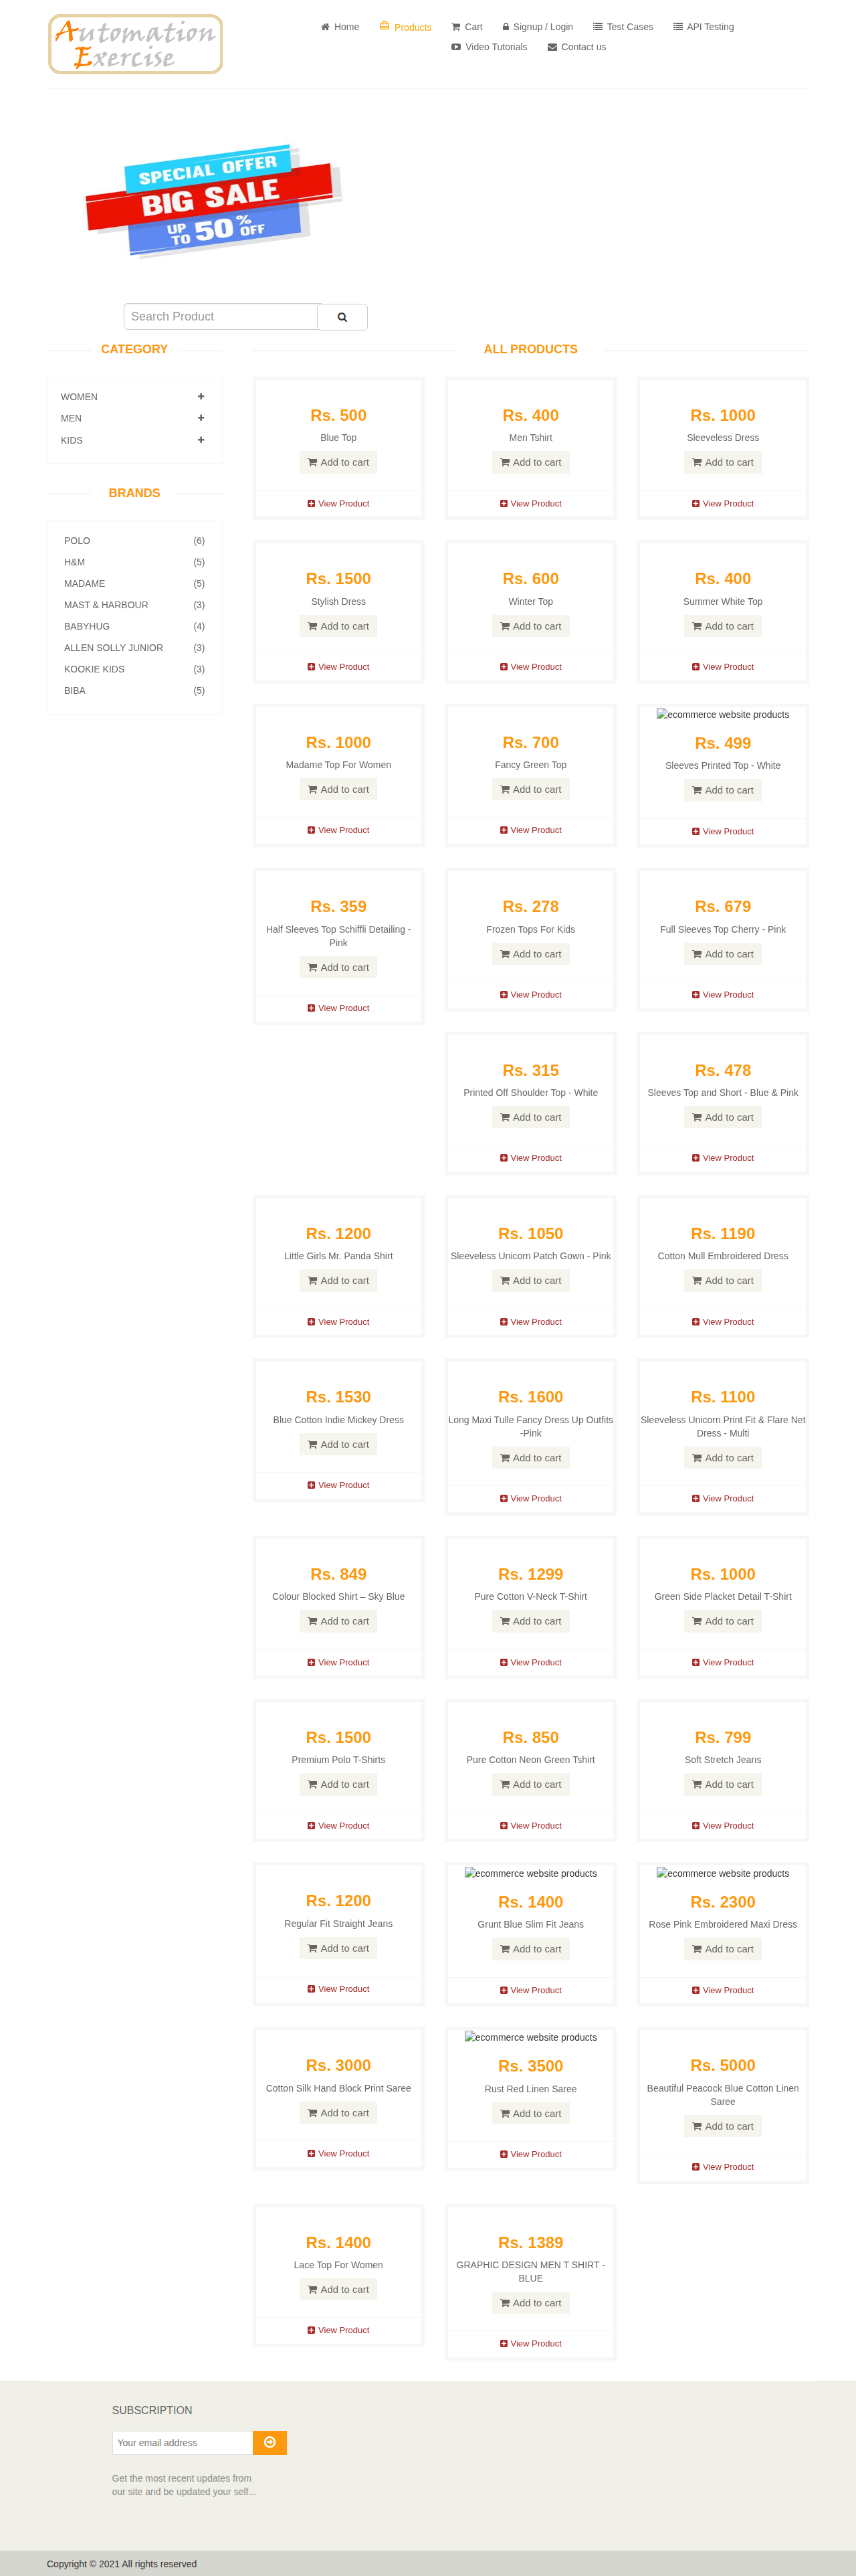 Automation
Exercise
Home
Products
Cart
Signup / Login
Test Cases
API Testing
Video Tutorials
Contact us
SPECIAL OFFER
BIG SALE
UP TO 50% OFF
Search Product
CATEGORY
WOMEN
MEN
KIDS
BRANDS
POLO (6)
H&M (5)
MADAME (5)
MAST & HARBOUR (3)
BABYHUG (4)
ALLEN SOLLY JUNIOR (3)
KOOKIE KIDS (3)
BIBA (5)
ALL PRODUCTS
Rs. 500
Blue Top
Add to cart
View Product
Rs. 400
Men Tshirt
Add to cart
View Product
Rs. 1000
Sleeveless Dress
Add to cart
View Product
Rs. 1500
Stylish Dress
Add to cart
View Product
Rs. 600
Winter Top
Add to cart
View Product
Rs. 400
Summer White Top
Add to cart
View Product
Rs. 1000
Madame Top For Women
Add to cart
View Product
Rs. 700
Fancy Green Top
Add to cart
View Product
ecommerce website products
Rs. 499
Sleeves Printed Top - White
Add to cart
View Product
Rs. 359
Half Sleeves Top Schiffli Detailing -
Pink
Add to cart
View Product
Rs. 278
Frozen Tops For Kids
Add to cart
View Product
Rs. 679
Full Sleeves Top Cherry - Pink
Add to cart
View Product
Rs. 315
Printed Off Shoulder Top - White
Add to cart
View Product
Rs. 478
Sleeves Top and Short - Blue & Pink
Add to cart
View Product
Rs. 1200
Little Girls Mr. Panda Shirt
Add to cart
View Product
Rs. 1050
Sleeveless Unicorn Patch Gown - Pink
Add to cart
View Product
Rs. 1190
Cotton Mull Embroidered Dress
Add to cart
View Product
Rs. 1530
Blue Cotton Indie Mickey Dress
Add to cart
View Product
Rs. 1600
Long Maxi Tulle Fancy Dress Up Outfits
-Pink
Add to cart
View Product
Rs. 1100
Sleeveless Unicorn Print Fit & Flare Net
Dress - Multi
Add to cart
View Product
Rs. 849
Colour Blocked Shirt – Sky Blue
Add to cart
View Product
Rs. 1299
Pure Cotton V-Neck T-Shirt
Add to cart
View Product
Rs. 1000
Green Side Placket Detail T-Shirt
Add to cart
View Product
Rs. 1500
Premium Polo T-Shirts
Add to cart
View Product
Rs. 850
Pure Cotton Neon Green Tshirt
Add to cart
View Product
Rs. 799
Soft Stretch Jeans
Add to cart
View Product
Rs. 1200
Regular Fit Straight Jeans
Add to cart
View Product
ecommerce website products
Rs. 1400
Grunt Blue Slim Fit Jeans
Add to cart
View Product
ecommerce website products
Rs. 2300
Rose Pink Embroidered Maxi Dress
Add to cart
View Product
Rs. 3000
Cotton Silk Hand Block Print Saree
Add to cart
View Product
ecommerce website products
Rs. 3500
Rust Red Linen Saree
Add to cart
View Product
Rs. 5000
Beautiful Peacock Blue Cotton Linen
Saree
Add to cart
View Product
Rs. 1400
Lace Top For Women
Add to cart
View Product
Rs. 1389
GRAPHIC DESIGN MEN T SHIRT -
BLUE
Add to cart
View Product
SUBSCRIPTION
Your email address
Get the most recent updates from
our site and be updated your self...
Copyright © 2021 All rights reserved